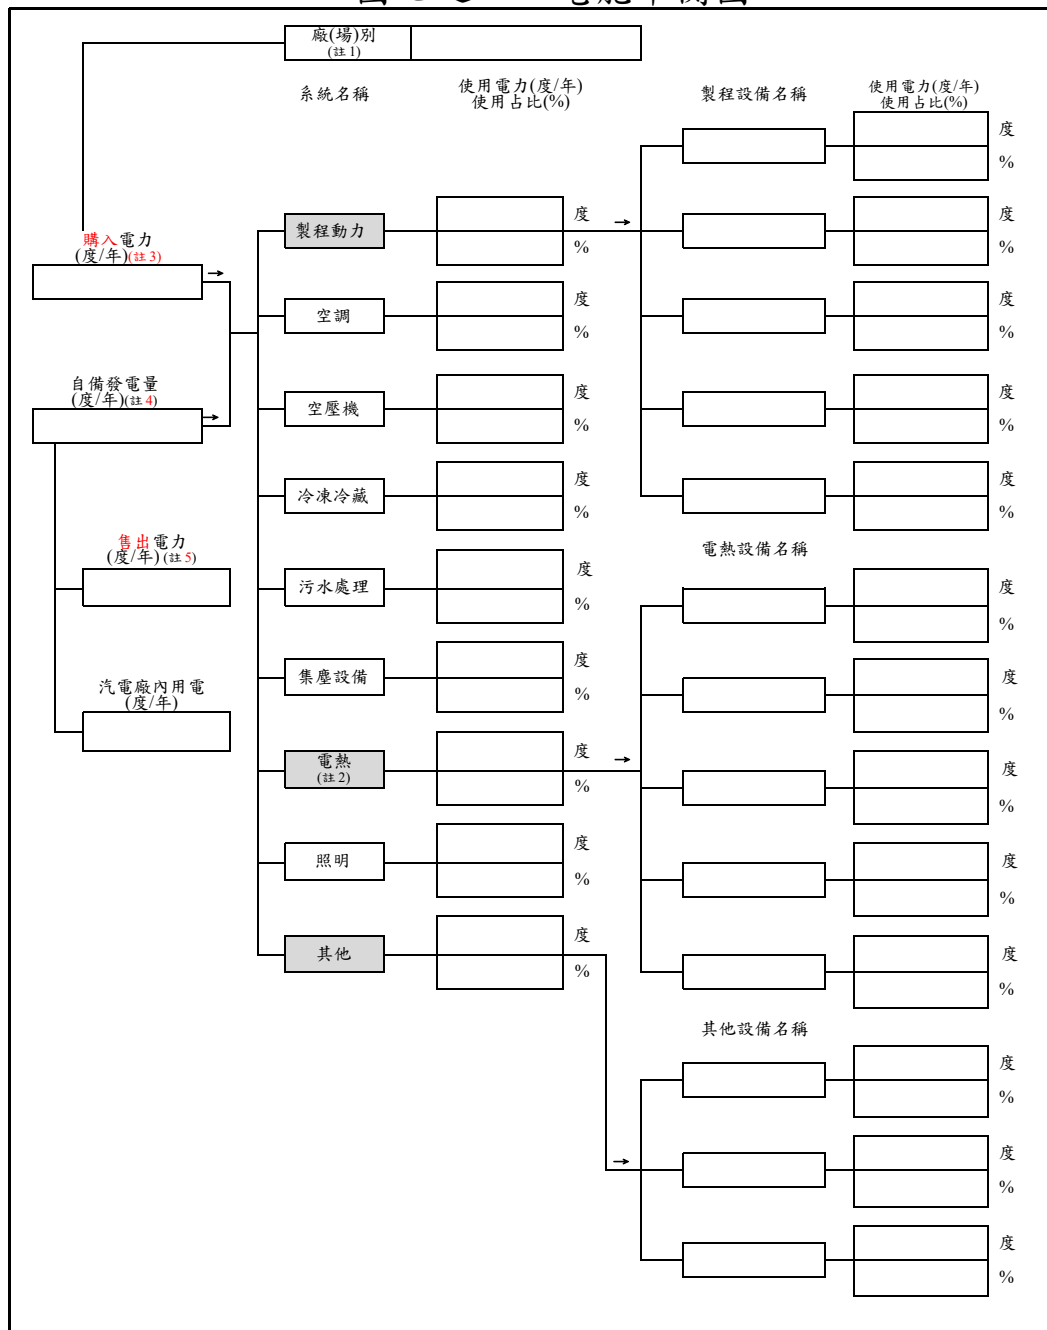 電能平衡圖
廠(場)別
(註1)
系統名稱
使用電力(度/年)
使用占比(%)
製程設備名稱
使用電力(度/年)
使用占比(%)
度
%
製程動力
度
→
%
度
%
購入電力
(度/年)(註3)
→
空調
度
%
度
%
自備發電量
(度/年)(註4)
→
空壓機
度
%
度
%
冷凍冷藏
度
%
度
%
售出電力
(度/年)(註5)
電熱設備名稱
污水處理
度
%
度
%
集塵設備
度
%
度
%
汽電廠內用電
(度/年)
電熱
(註2)
度
→
%
度
%
照明
度
%
度
%
其他
度
%
度
%
其他設備名稱
度
%
→
度
%
度
%